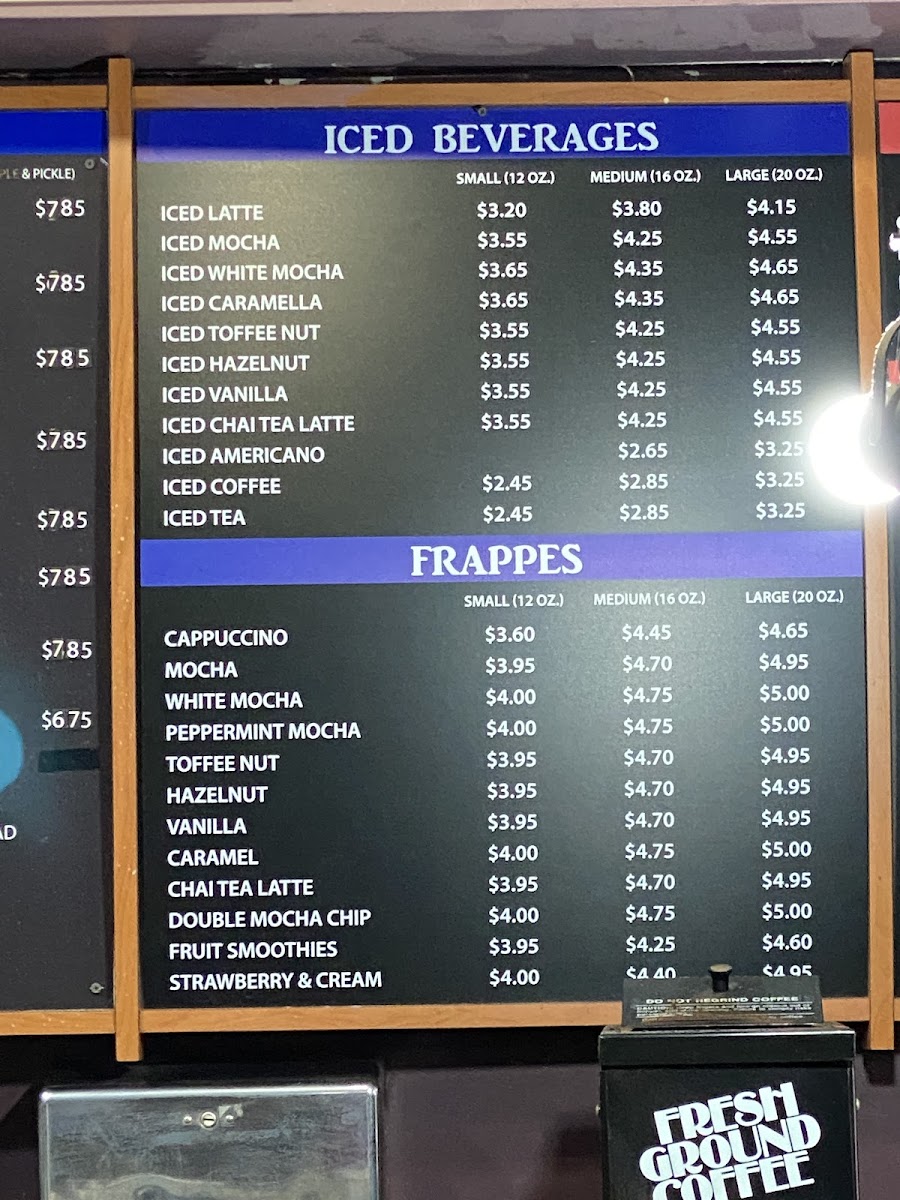 & PICKLE)
$785
$785
$785
$785
$785
$785
$785
$675
AD
ICED BEVERAGES
SMALL (12 OZ.) MEDIUM (16 OZ.) LARGE (20 OZ.)
ICED LATTE $3.20 $3.80 $4.15
ICED MOCHA $3.55 $4.25 $4.55
ICED WHITE MOCHA $3.65 $4.35 $4.65
ICED CARAMELLA $3.65 $4.35 $4.65
ICED TOFFEE NUT $3.55 $4.25 $4.55
ICED HAZELNUT $3.55 $4.25 $4.55
ICED VANILLA $3.55 $4.25 $4.55
ICED CHAI TEA LATTE $3.55 $4.25 $4.55
ICED AMERICANO $2.65 $3.25
ICED COFFEE $2.45 $2.85 $3.25
ICED TEA $2.45 $2.85 $3.25
FRAPPES
SMALL (12 OZ.) MEDIUM (16 OZ.) LARGE (20 OZ.)
CAPPUCCINO $3.60 $4.45 $4.65
MOCHA $3.95 $4.70 $4.95
WHITE MOCHA $4.00 $4.75 $5.00
PEPPERMINT MOCHA $4.00 $4.75 $5.00
TOFFEE NUT $3.95 $4.70 $4.95
HAZELNUT $3.95 $4.70 $4.95
VANILLA $3.95 $4.70 $4.95
CARAMEL $4.00 $4.75 $5.00
CHAI TEA LATTE $3.95 $4.70 $4.95
DOUBLE MOCHA CHIP $4.00 $4.75 $5.00
FRUIT SMOOTHIES $3.95 $4.25 $4.60
STRAWBERRY & CREAM $4.00 $4.40 $4.95
DO NOT REGRIND COFFEE
FRESH
GROUND
COFFEE